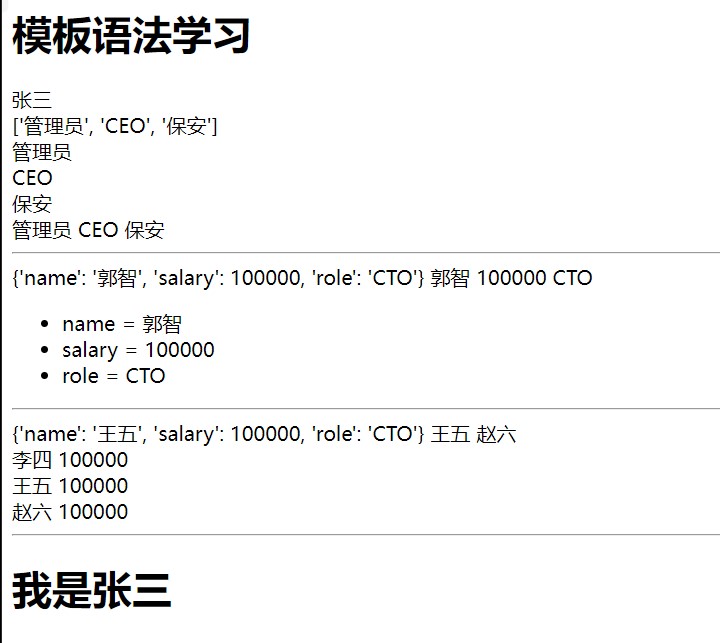 模板语法学习
张三
['管理员', 'CEO', '保安']
管理员
CEO
保安
管理员 CEO 保安
{'name': '郭智', 'salary': 100000, 'role': 'CTO'} 郭智 100000 CTO
• name = 郭智
• salary = 100000
• role = CTO
{'name': '王五', 'salary': 100000, 'role': 'CTO'} 王五 赵六
李四 100000
王五 100000
赵六 100000
我是张三